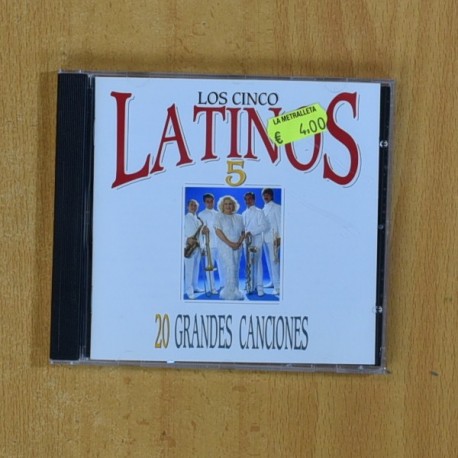 LOS CINCO
LATINOS
LA METRALLETA
€ 4,00
5
20 GRANDES CANCIONES